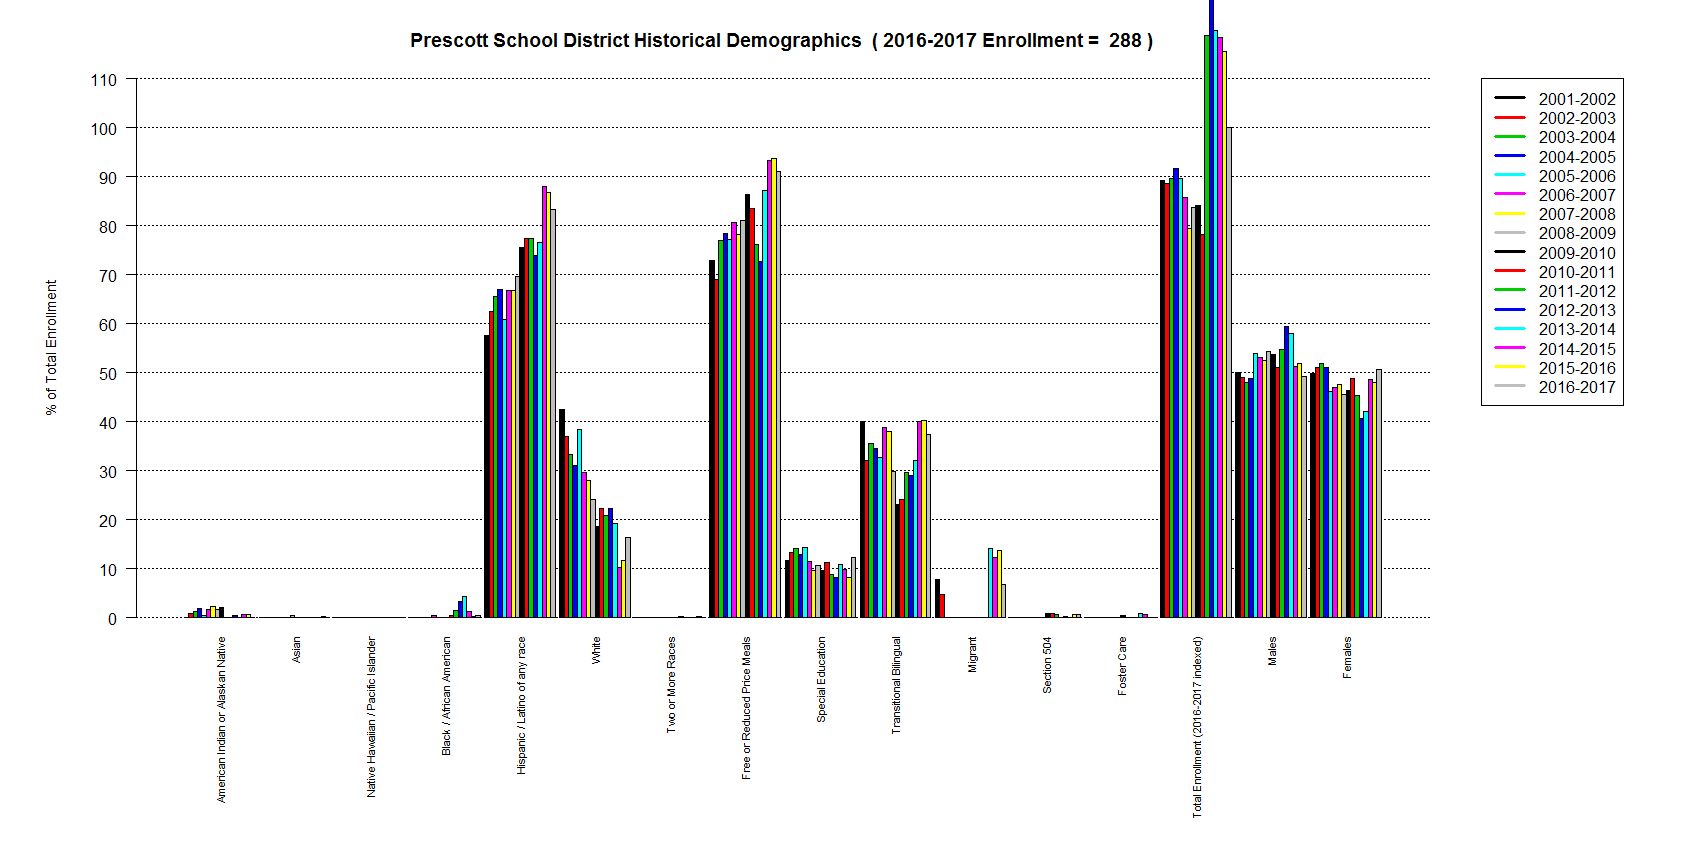 Prescott School District Historical Demographics ( 2016-2017 Enrollment = 288 )
% of Total Enrollment
110
100
90
80
70
60
50
40
30
20
10
0
American Indian or Alaskan Native
Asian
Native Hawaiian / Pacific Islander
Black / African American
Hispanic / Latino of any race
White
Two or More Races
Free or Reduced Price Meals
Special Education
Transitional Bilingual
Migrant
Section 504
Foster Care
Total Enrollment (2016-2017 indexed)
Males
Females
2001-2002
2002-2003
2003-2004
2004-2005
2005-2006
2006-2007
2007-2008
2008-2009
2009-2010
2010-2011
2011-2012
2012-2013
2013-2014
2014-2015
2015-2016
2016-2017